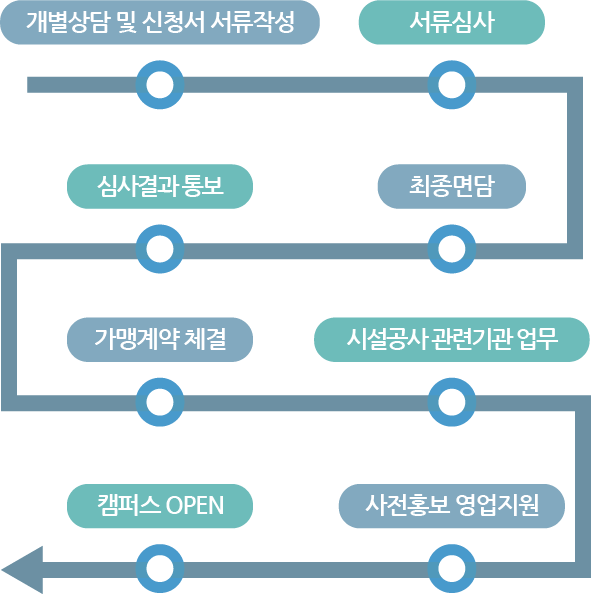 개별상담 및 신청서 서류작성
서류심사
심사결과 통보
최종면담
가맹계약 체결
시설공사 관련기관 업무
캠퍼스 OPEN
사전홍보 영업지원